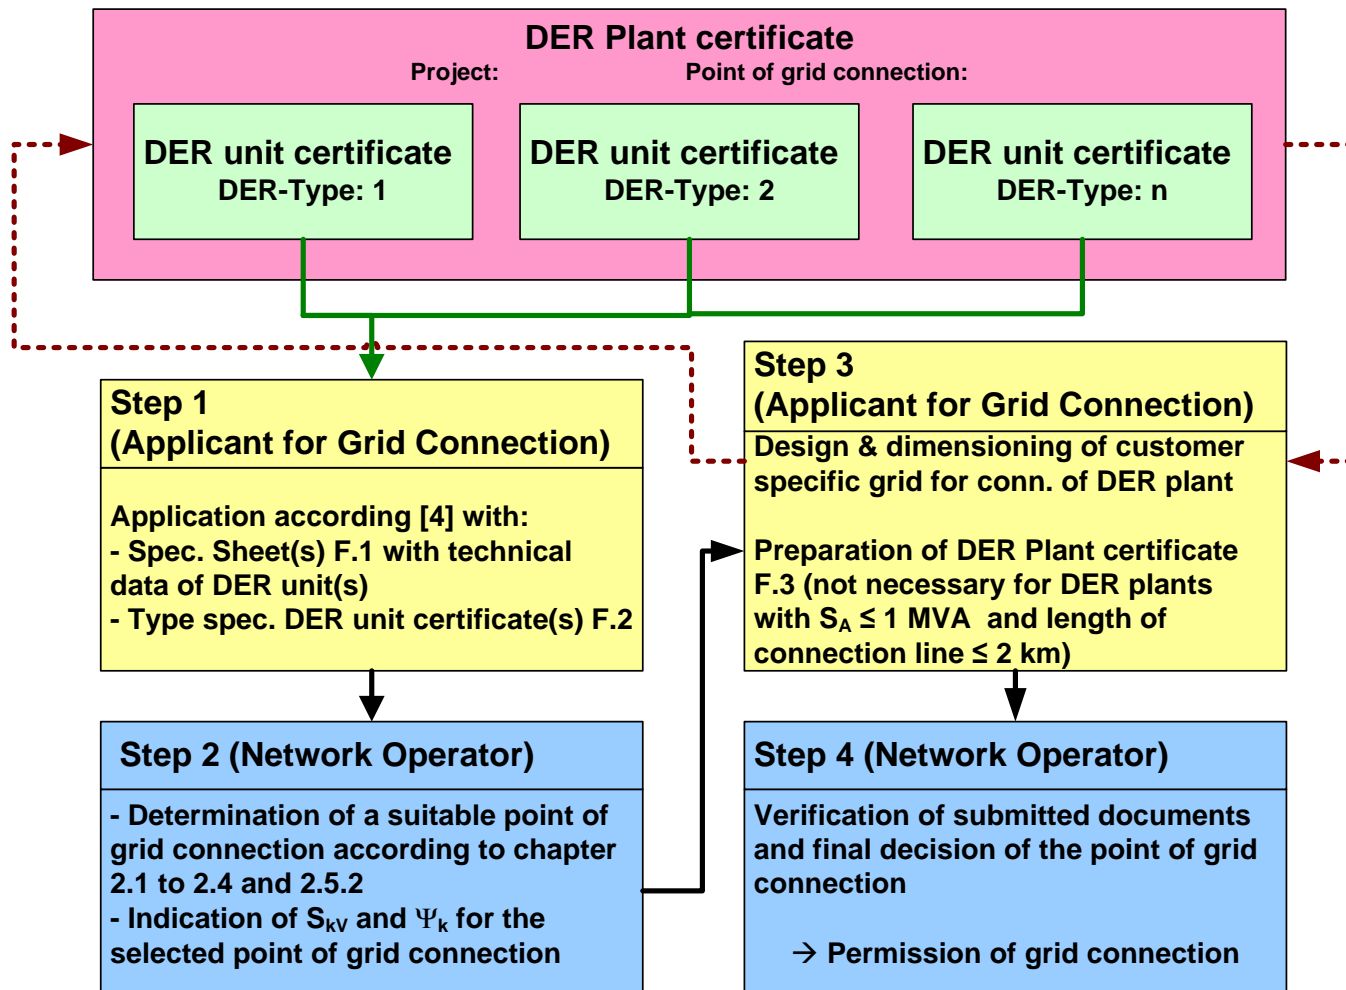 DER Plant certificate
Project: Point of grid connection:
DER unit certificate
DER-Type: 1
DER unit certificate
DER-Type: 2
DER unit certificate
DER-Type: n
Step 1
(Applicant for Grid Connection)
Application according [4] with:
- Spec. Sheet(s) F.1 with technical
data of DER unit(s)
- Type spec. DER unit certificate(s) F.2
Step 2 (Network Operator)
- Determination of a suitable point of
grid connection according to chapter
2.1 to 2.4 and 2.5.2
- Indication of SkV and Ψk for the
selected point of grid connection
Step 3
(Applicant for Grid Connection)
Design & dimensioning of customer
specific grid for conn. of DER plant
Preparation of DER Plant certificate
F.3 (not necessary for DER plants
with SA ≤ 1 MVA and length of
connection line ≤ 2 km)
Step 4 (Network Operator)
Verification of submitted documents
and final decision of the point of grid
connection
→ Permission of grid connection